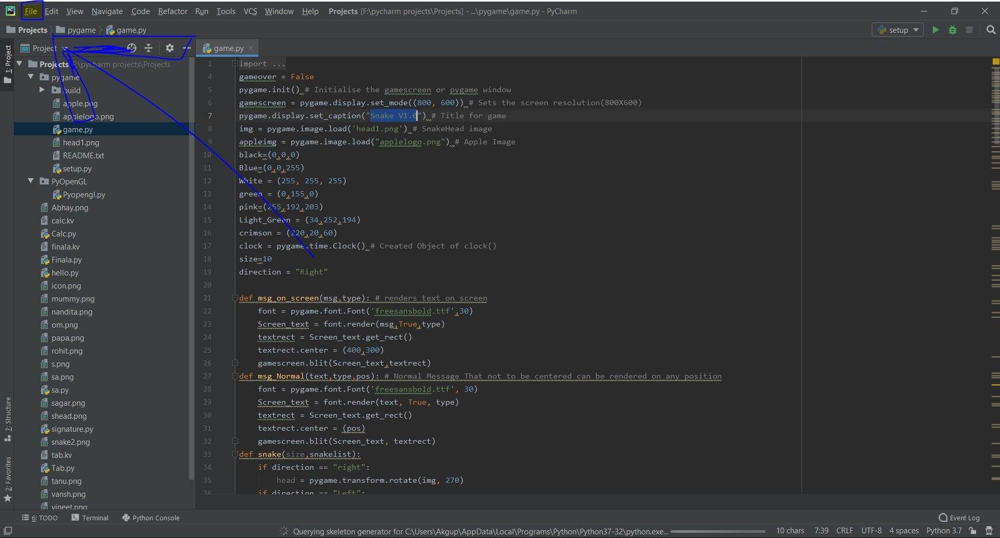 PC File Edit View Navigate Code Refactor Run Tools VCS Window Help Projects [F:\pycharm projects\Projects] - ...\pygame\game.py - PyCharm
Projects pygame game.py setup
1: Project
Project
game.py
Projects F:\pycharm projects\Projects
pygame
build
apple.png
applelogo.png
game.py
head1.png
README.txt
setup.py
PyOpenGL
Pyopengl.py
Abhay.png
calc.kv
Calc.py
finala.kv
Finala.py
hello.py
icon.png
mummy.png
nandita.png
om.png
papa.png
rohit.png
s.png
sa.png
sa.py
sagar.png
shead.png
signature.py
snake2.png
tab.kv
Tab.py
tanu.png
vansh.png
vineet.png
7: Structure
2: Favorites
1 import ...
4 gameover = False
5 pygame.init() # Initialise the gamescreen or pygame window
6 gamescreen = pygame.display.set_mode((800, 600)) # Sets the screen resolution(800X600)
7 pygame.display.set_caption("Snake V1.0") # Title for game
8 img = pygame.image.load('head1.png') # SnakeHead image
9 appleimg = pygame.image.load("applelogo.png") # Apple Image
10 black=(0,0,0)
11 Blue=(0,0,255)
12 White = (255, 255, 255)
13 green = (0,155,0)
14 pink=(255,192,203)
15 Light_Green = (34,252,194)
16 crimson = (220,20,60)
17 clock = pygame.time.Clock() # Created Object of clock()
18 size=10
19 direction = "Right"
20
21 def msg_on_screen(msg,type): # renders text on screen
22 font = pygame.font.Font('freesansbold.ttf',30)
23 Screen_text = font.render(msg,True,type)
24 textrect = Screen_text.get_rect()
25 textrect.center = (400,300)
26 gamescreen.blit(Screen_text,textrect)
27 def msg_Normal(text,type,pos): # Normal Message That not to be centered can be rendered on any position
28 font = pygame.font.Font('freesansbold.ttf', 30)
29 Screen_text = font.render(text, True, type)
30 textrect = Screen_text.get_rect()
31 textrect.center = (pos)
32 gamescreen.blit(Screen_text, textrect)
33 def snake(size,snakelist):
34 if direction == "right":
35 head = pygame.transform.rotate(img, 270)
36 if direction == "Left":
6: TODO Terminal Python Console Event Log
Querying skeleton generator for C:\Users\Akgup\AppData\Local\Programs\Python\Python37-32\python.exe... 10 chars 7:39 CRLF UTF-8 4 spaces Python 3.7